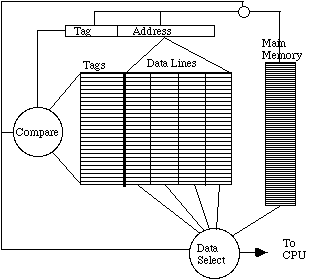 Tag Address
Main
Memory
Tags Data Lines
Compare
Data
Select
To
CPU